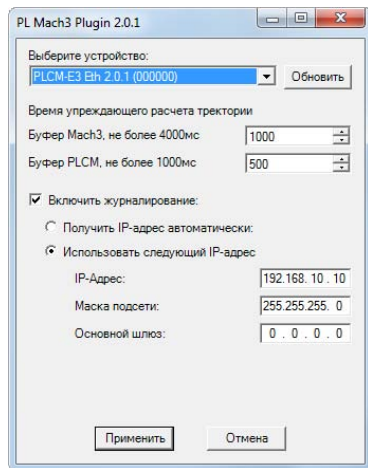 PL Mach3 Plugin 2.0.1
Выберите устройство:
PLCM-E3 Eth 2.0.1 (000000)
Обновить
Время упреждающего расчета тректории
Буфер Mach3, не более 4000мс
1000
Буфер PLCM, не более 1000мс
500
Включить журналирование:
Получить IP-адрес автоматически:
Использовать следующий IP-адрес
IP-Адрес:
192.168. 10 . 10
Маска подсети:
255.255.255. 0
Основной шлюз:
0 . 0 . 0 . 0
Применить
Отмена